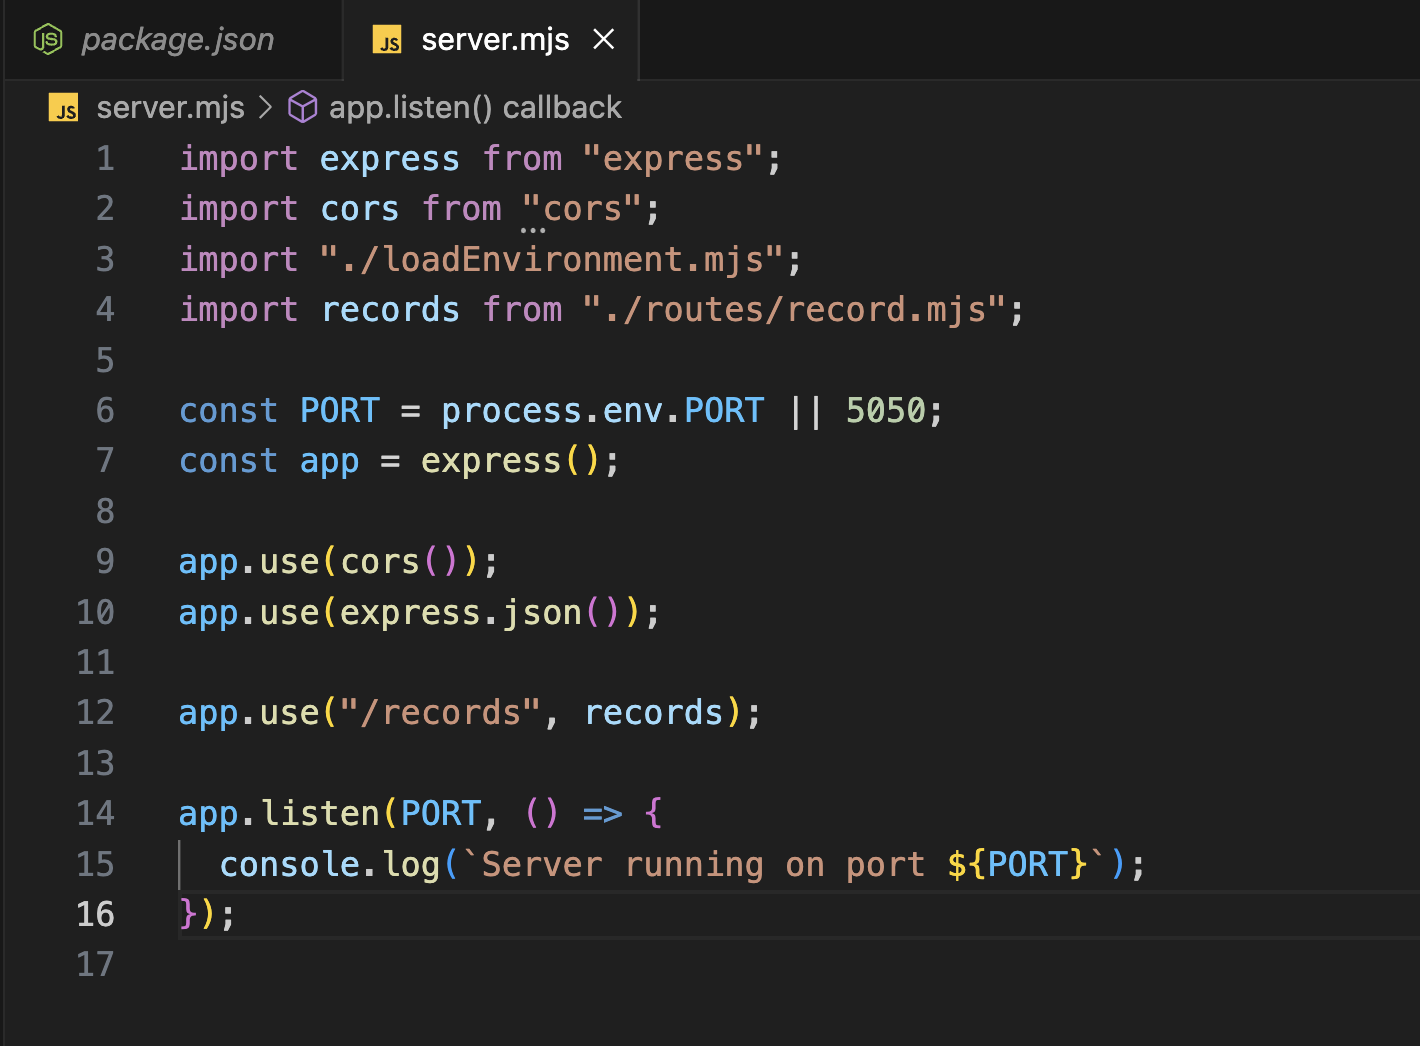 JS package.json JS server.mjs
JS server.mjs > app.listen() callback
1 import express from "express";
2 import cors from "cors";
3 import "./loadEnvironment.mjs";
4 import records from "./routes/record.mjs";
5
6 const PORT = process.env.PORT || 5050;
7 const app = express();
8
9 app.use(cors());
10 app.use(express.json());
11
12 app.use("/records", records);
13
14 app.listen(PORT, () => {
15   console.log(`Server running on port ${PORT}`);
16 });
17